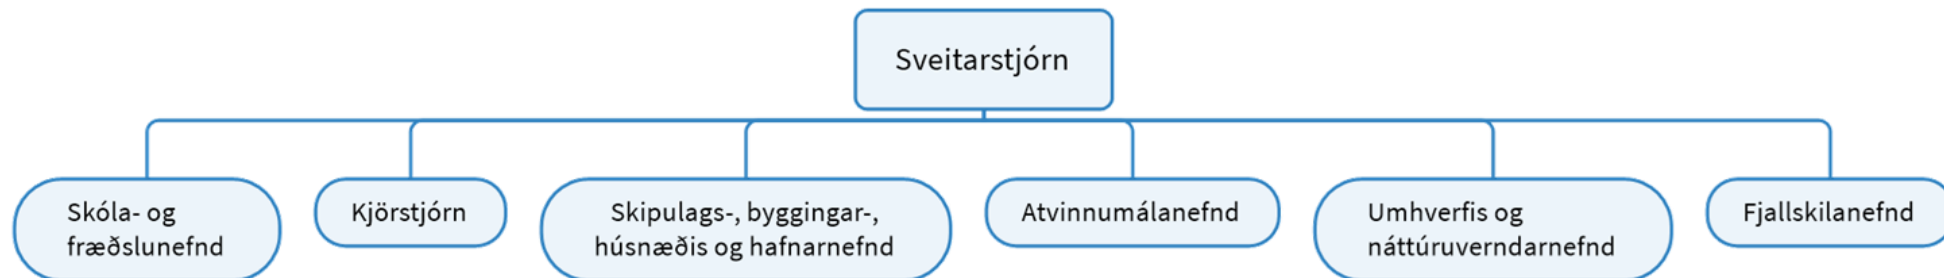 Sveitarstjórn
Skóla- og
fræðslunefnd
Kjörstjórn
Skipulags-, byggingar-,
húsnæðis og hafnarnefnd
Atvinnumálanefnd
Umhverfis og
náttúruverndarnefnd
Fjallskilanefnd